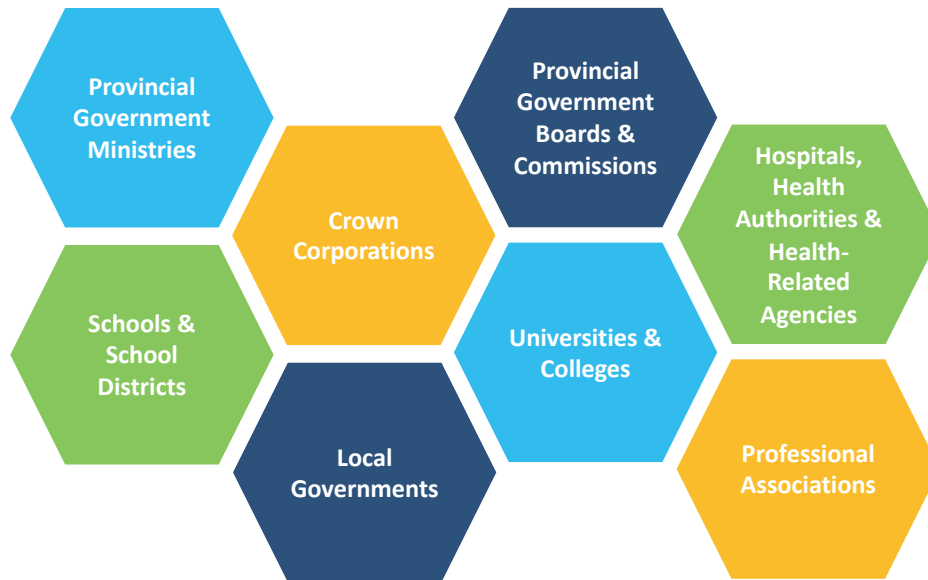 Provincial
Government
Ministries
Provincial
Government
Boards &
Commissions
Crown
Corporations
Hospitals,
Health
Authorities &
Health-
Related
Agencies
Schools &
School
Districts
Universities &
Colleges
Local
Governments
Professional
Associations